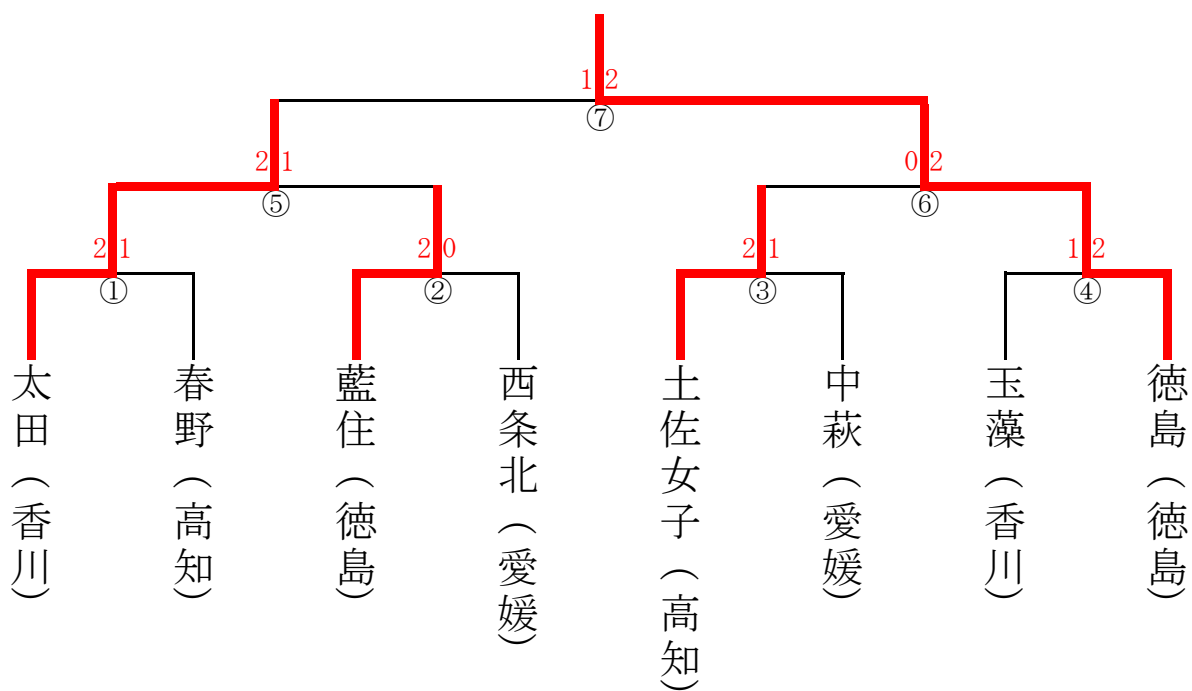 1 2
⑦
2 1
0 2
⑤
⑥
2 1
2 0
2 1
1 2
①
②
③
④
太田（香川）
春野（高知）
藍住（徳島）
西条北（愛媛）
土佐女子（高知）
中萩（愛媛）
玉藻（香川）
徳島（徳島）